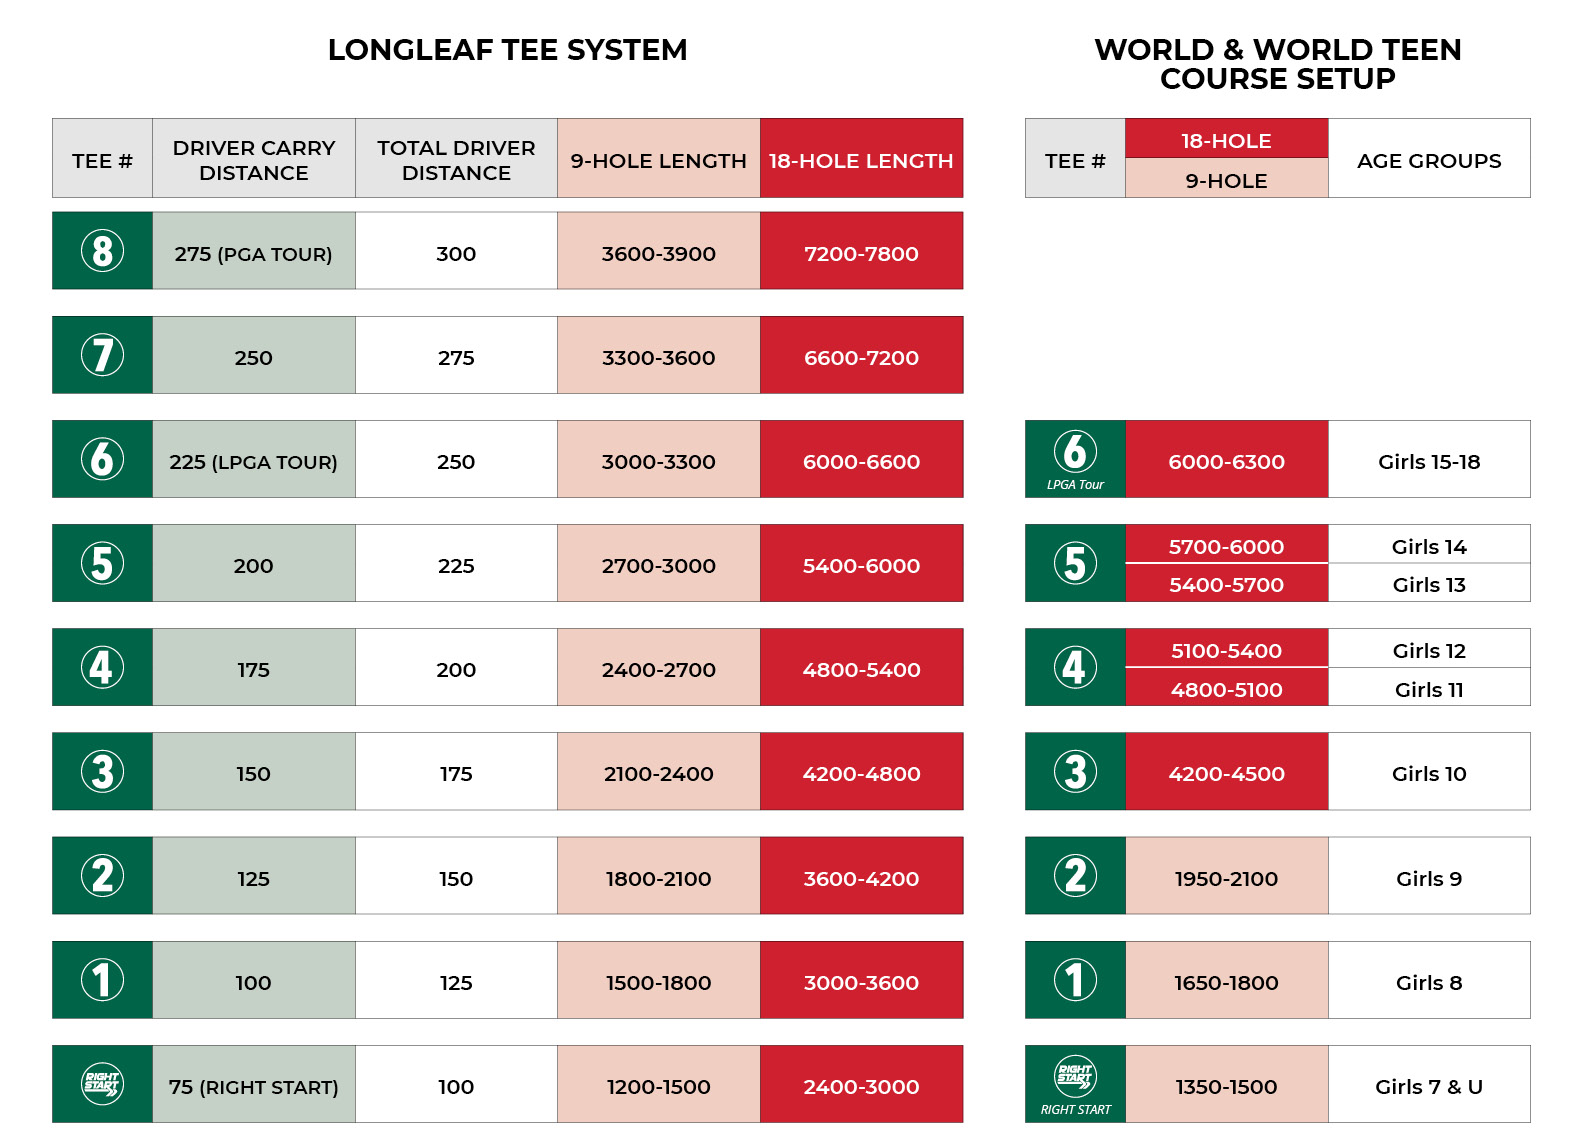 LONGLEAF TEE SYSTEM
WORLD & WORLD TEEN
COURSE SETUP
TEE #
DRIVER CARRY
DISTANCE
TOTAL DRIVER
DISTANCE
9-HOLE LENGTH
18-HOLE LENGTH
TEE #
18-HOLE
9-HOLE
AGE GROUPS
8
275 (PGA TOUR)
300
3600-3900
7200-7800
7
250
275
3300-3600
6600-7200
6
225 (LPGA TOUR)
250
3000-3300
6000-6600
6
LPGA Tour
6000-6300
Girls 15-18
5
200
225
2700-3000
5400-6000
5
5700-6000
Girls 14
5400-5700
Girls 13
4
175
200
2400-2700
4800-5400
4
5100-5400
Girls 12
4800-5100
Girls 11
3
150
175
2100-2400
4200-4800
3
4200-4500
Girls 10
2
125
150
1800-2100
3600-4200
2
1950-2100
Girls 9
1
100
125
1500-1800
3000-3600
1
1650-1800
Girls 8
RIGHT
START
75 (RIGHT START)
100
1200-1500
2400-3000
RIGHT
START
RIGHT START
1350-1500
Girls 7 & U